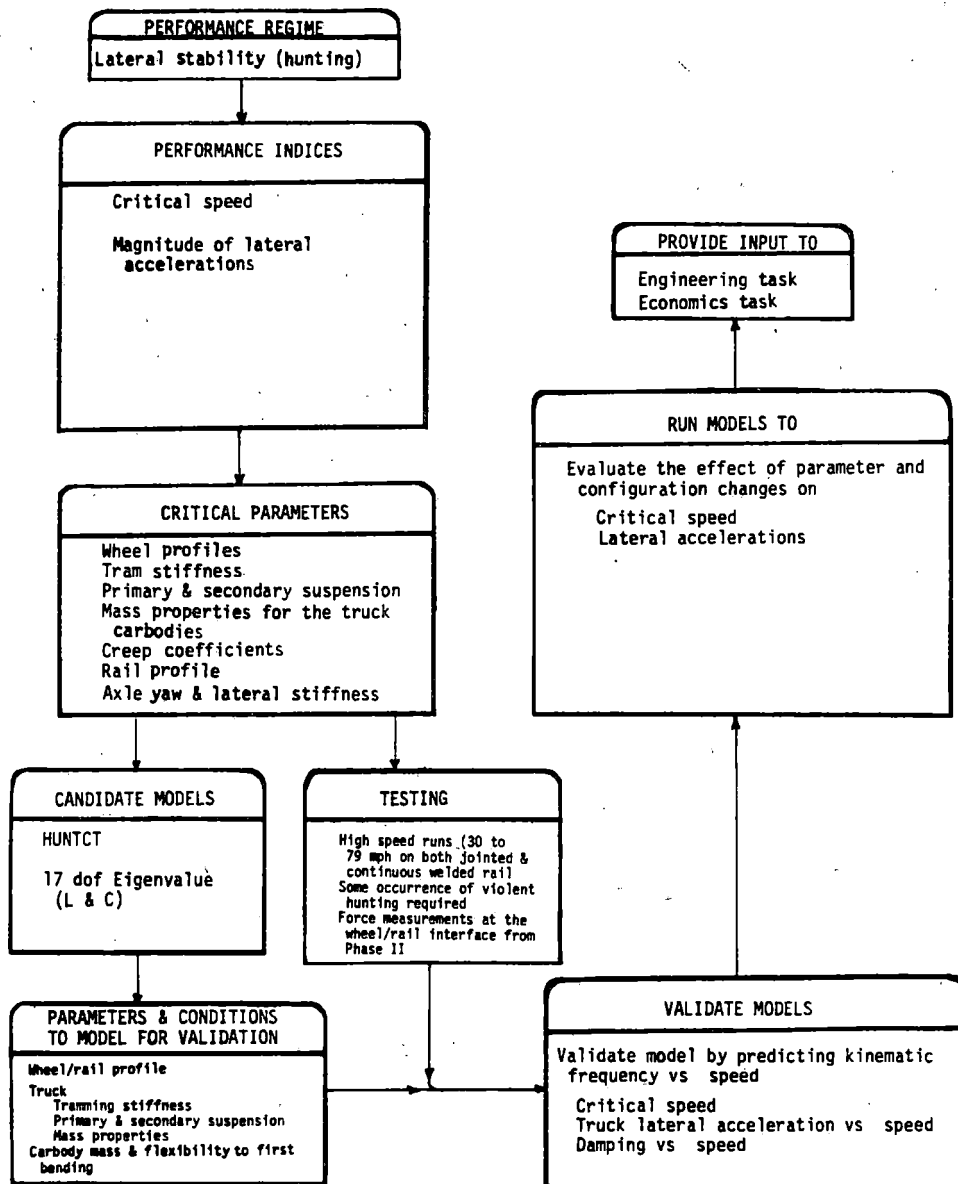 PERFORMANCE REGIME
Lateral stability (hunting)
PERFORMANCE INDICES
Critical speed
Magnitude of lateral
accelerations
CRITICAL PARAMETERS
Wheel profiles
Tram stiffness
Primary & secondary suspension
Mass properties for the truck
carbodies
Creep coefficients
Rail profile
Axle yaw & lateral stiffness
CANDIDATE MODELS
HUNTCT
17 dof Eigenvalue
(L & C)
TESTING
High speed runs (30 to
79 mph on both jointed &
continuous welded rail
Some occurrence of violent
hunting required
Force measurements at the
wheel/rail interface from
Phase II
PARAMETERS & CONDITIONS
TO MODEL FOR VALIDATION
Wheel/rail profile
Truck
Tramming stiffness
Primary & secondary suspension
Mass properties
Carbody mass & flexibility to first
bending
VALIDATE MODELS
Validate model by predicting kinematic
frequency vs speed
Critical speed
Truck lateral acceleration vs speed
Damping vs speed
RUN MODELS TO
Evaluate the effect of parameter and
configuration changes on
Critical speed
Lateral accelerations
PROVIDE INPUT TO
Engineering task
Economics task